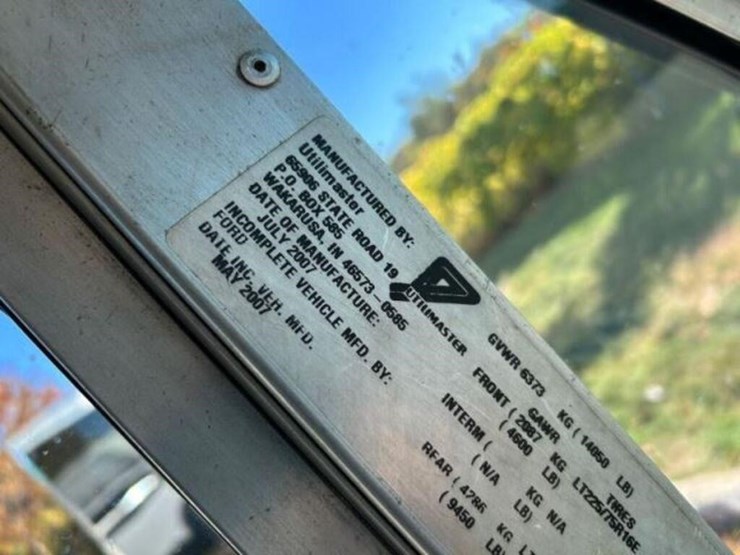 MANUFACTURED BY:
Utilimaster
65906 STATE ROAD 19
P.O. BOX 585
WAKARUSA, IN 46573-0585
DATE OF MANUFACTURE:
JULY 2007
INCOMPLETE VEHICLE MFD. BY:
FORD
DATE INC. VEH. MFD.
MAY 2007
UTILIMASTER
GVWR 6373 KG ( 14050 LB)
GAWR TIRES
FRONT ( 2087 KG LT225/75R16E
( 4600 LB)
INTERM ( N/A KG N/A
( N/A LB)
REAR ( 4286 KG
( 9450 LB)